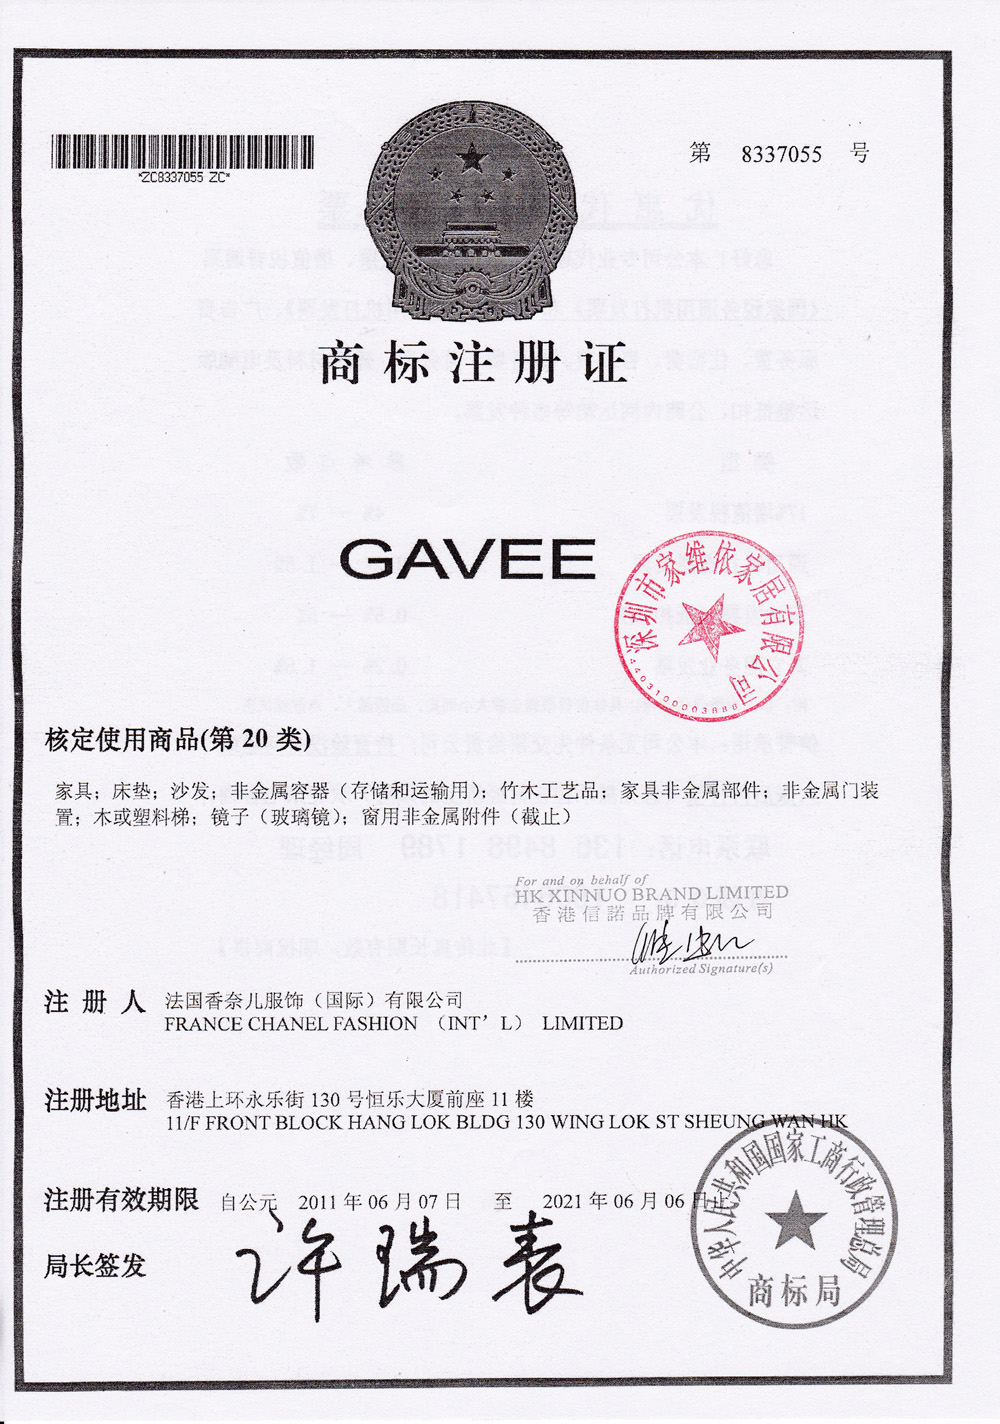 第 8337055 号
*ZC8337055 ZC*
商标注册证
GAVEE
深圳市家维依家居有限公司
核定使用商品(第 20 类)
家具；床垫；沙发；非金属容器（存储和运输用）；竹木工艺品；家具非金属部件；非金属门装
置；木或塑料梯；镜子（玻璃镜）；窗用非金属附件（截止）
For and on behalf of
HK XINNUO BRAND LIMITED
香港信諾品牌有限公司
Authorized Signature(s)
注 册 人 法国香奈儿服饰（国际）有限公司
FRANCE CHANEL FASHION （INT’L） LIMITED
注册地址 香港上环永乐街 130 号恒乐大厦前座 11 楼
11/F FRONT BLOCK HANG LOK BLDG 130 WING LOK ST SHEUNG WAN HK
注册有效期限 自公元 2011 年 06 月 07 日 至 2021 年 06 月 06 日止
局长签发 许瑞表
中华人民共和国国家工商行政管理总局
商标局